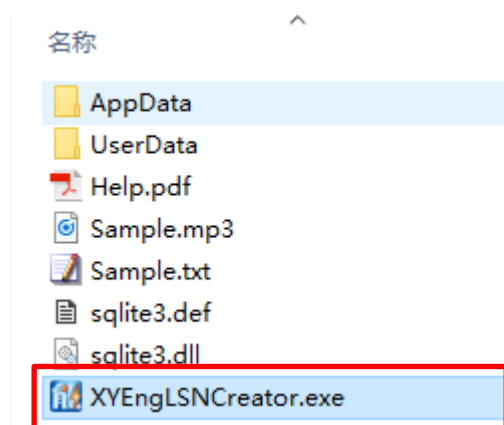 名称
AppData
UserData
Help.pdf
Sample.mp3
Sample.txt
sqlite3.def
sqlite3.dll
XYEngLSNCreator.exe